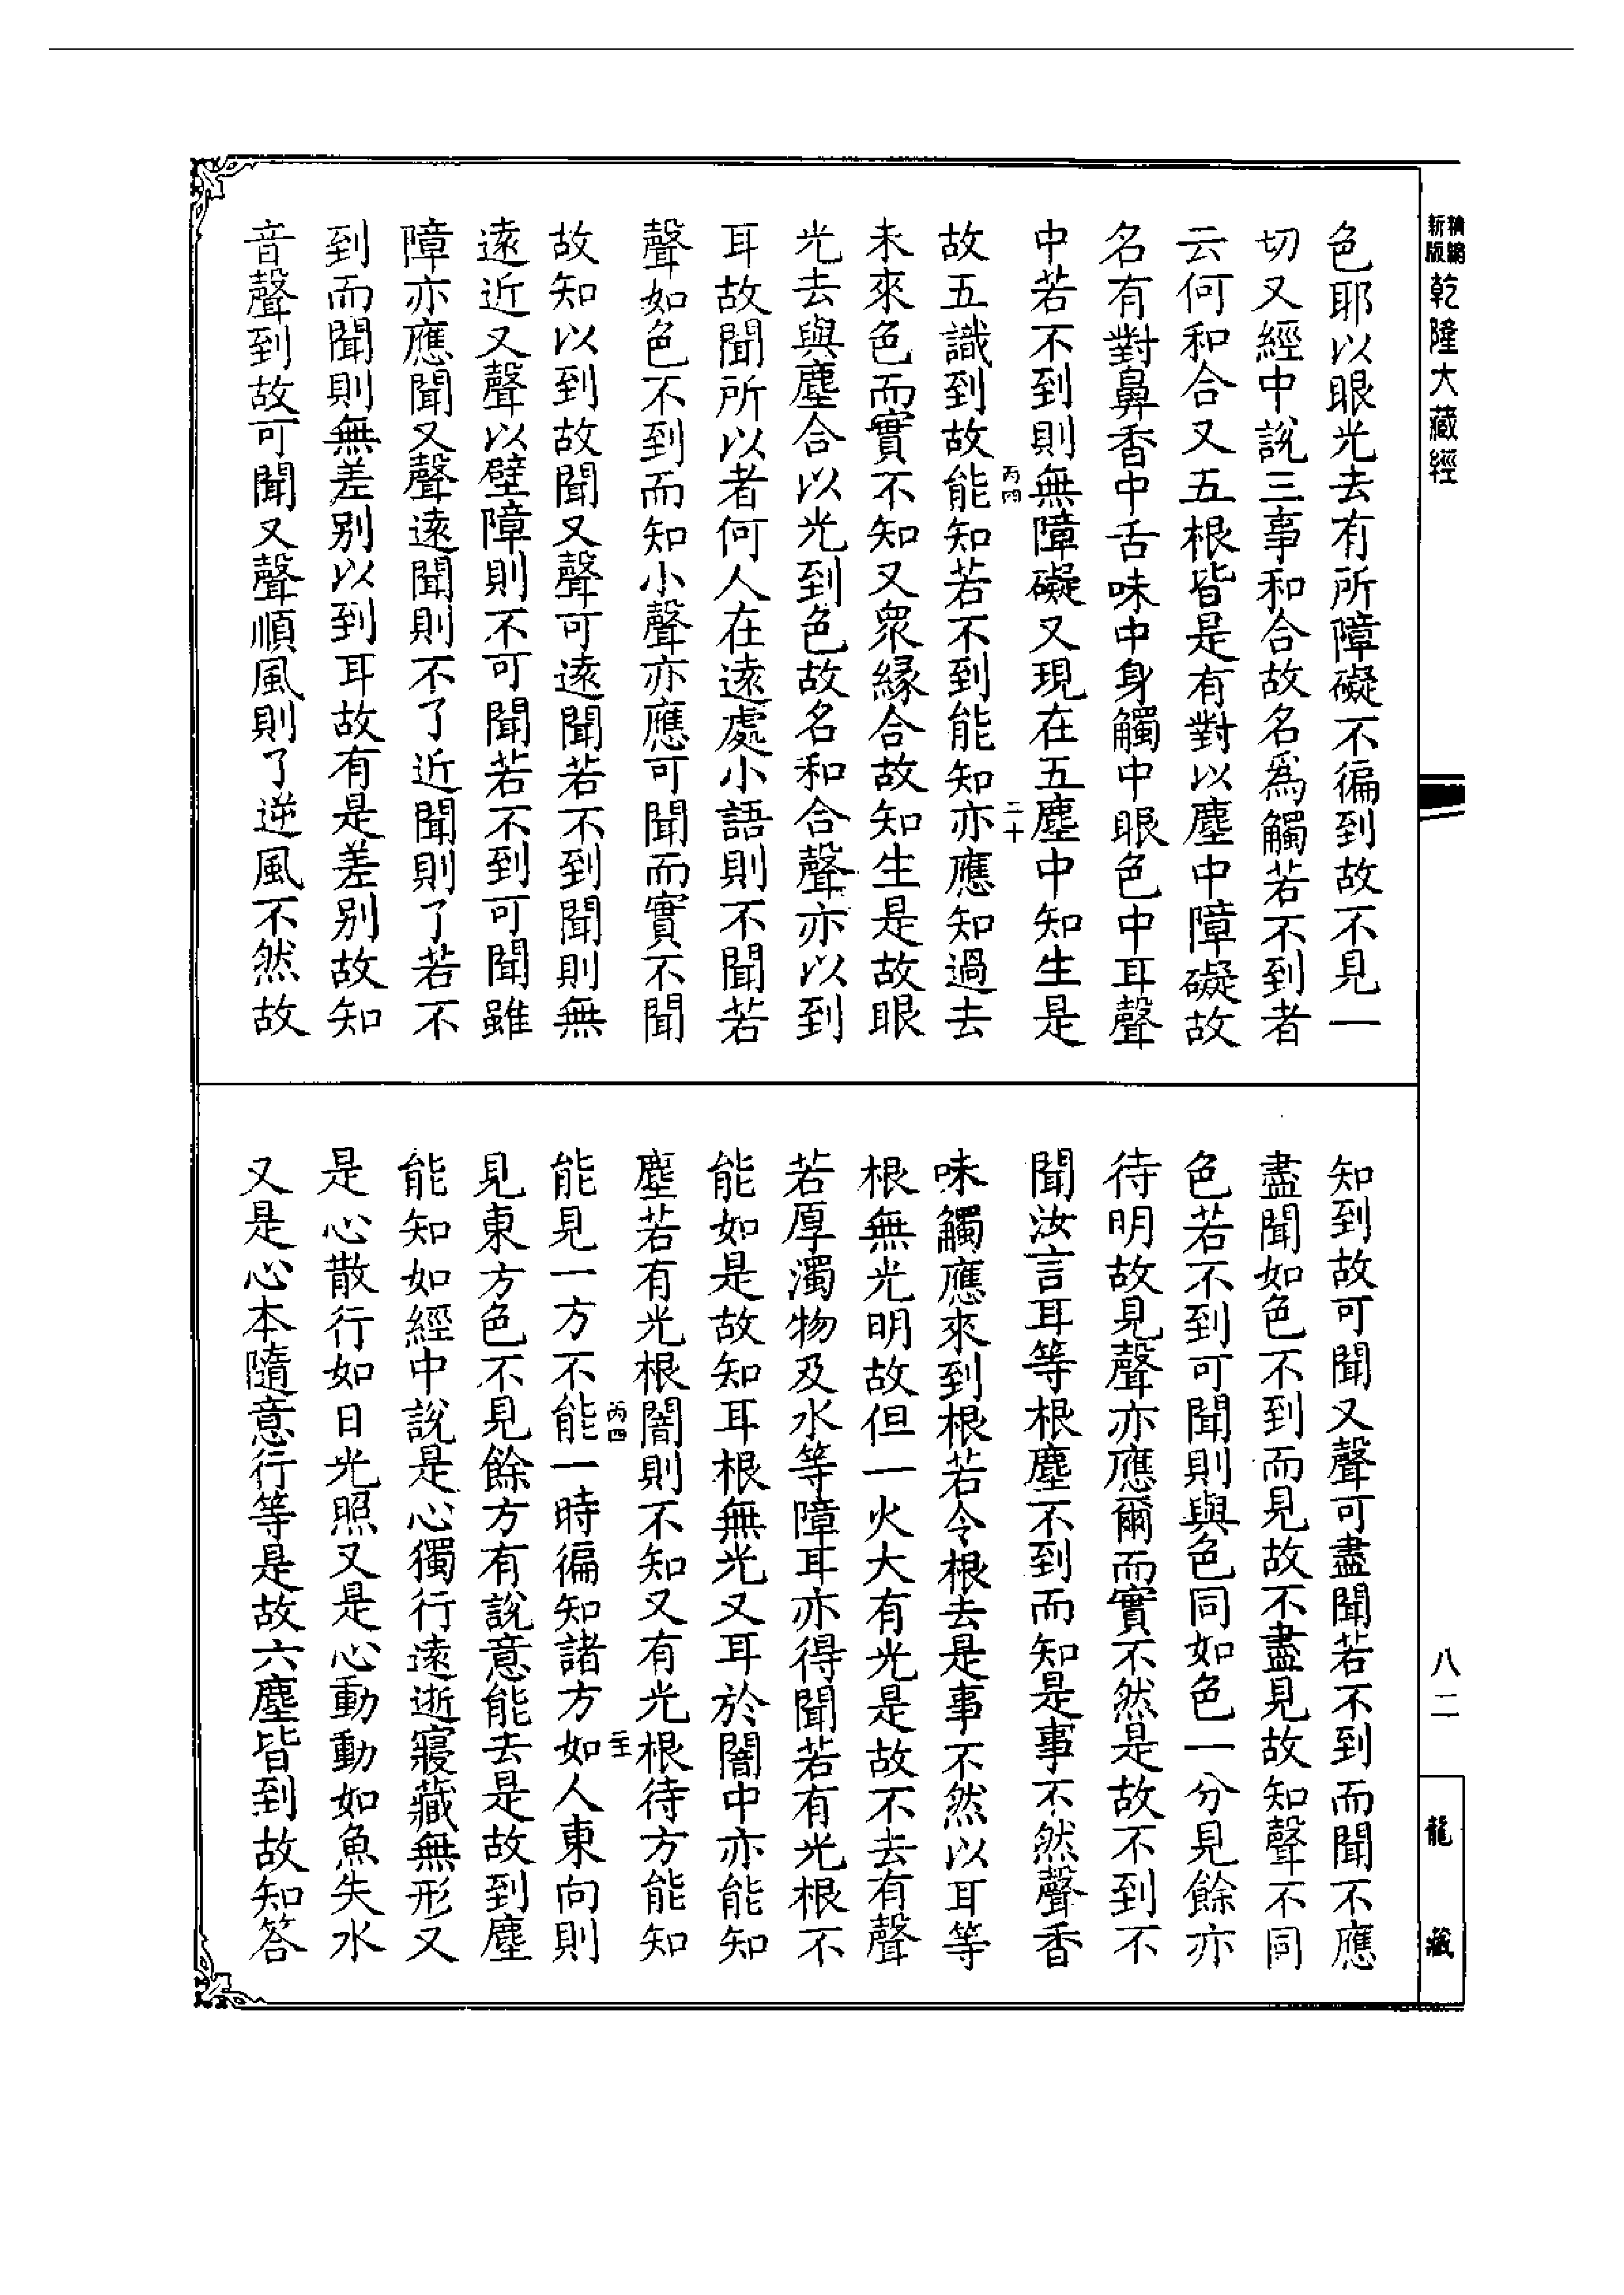 精縮新版
乾隆大藏經
色耶以眼光去有所障礙不徧到故不見一
切又經中說三事和合故名爲觸若不到者
云何和合又五根皆是有對以塵中障礙故
名有對鼻香中舌味中身觸中眼色中耳聲
中若不到則無障礙又現在五塵中知生是
丙四
二十
故五識到故能知若不到能知亦應知過去
未來色而實不知又衆緣合故知生是故眼
光去與塵合以光到色故名和合聲亦以到
耳故聞所以者何人在遠處小語則不聞若
聲如色不到而知小聲亦應可聞而實不聞
故知以到故聞又聲可遠聞若不到聞則無
遠近又聲以壁障則不可聞若不到可聞雖
障亦應聞又聲遠聞則不了近聞則了若不
到而聞則無差別以到耳故有是差別故知
音聲到故可聞又聲順風則了逆風不然故
知到故可聞又聲可盡聞若不到而聞不應
盡聞如色不到而見故不盡見故知聲不同
色若不到可聞則與色同如色一分見餘亦
待明故見聲亦應爾而實不然是故不到不
聞汝言耳等根塵不到而知是事不然聲香
味觸應來到根若令根去是事不然以耳等
根無光明故但一火大有光是故不去有聲
若厚濁物及水等障耳亦得聞若有光根不
能如是故知耳根無光又耳於闇中亦能知
塵若有光根闇則不知又有光根待方能知
丙四
能見一方不能一時徧知諸方如人東向則
見東方色不見餘方有說意能去是故到塵
能知如經中說是心獨行遠逝寢藏無形又
是心散行如日光照又是心動動如魚失水
又是心本隨意行等是故六塵皆到故知答
八二
龍藏